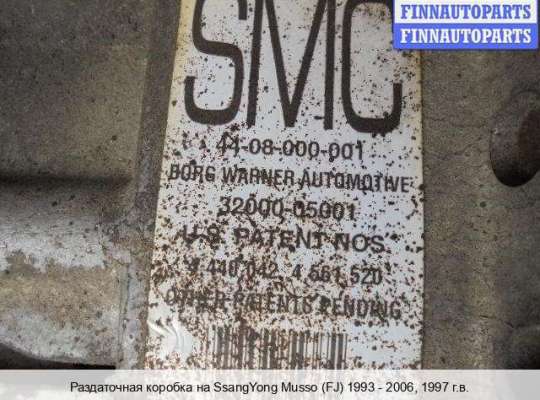 FINNAUTOPARTS
FINNAUTOPARTS
SMC
44-08-000-001
BORG WARNER AUTOMOTIVE
32000-05001
U.S. PATENT NOS.
4,440,042, 4,561,520
OTHER PATENTS PENDING
Раздаточная коробка на SsangYong Musso (FJ) 1993 - 2006, 1997 г.в.